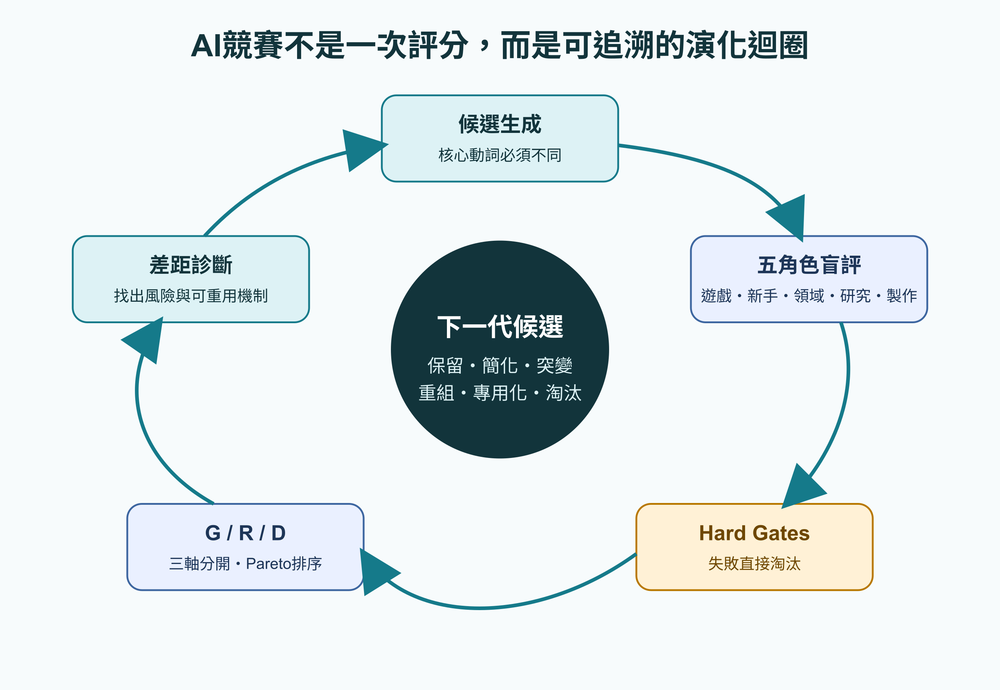 AI競賽不是一次評分，而是可追溯的演化迴圈
候選生成
核心動詞必須不同
差距診斷
找出風險與可重用機制
五角色盲評
遊戲・新手・領域・研究・製作
下一代候選
保留・簡化・突變
重組・專用化・淘汰
G / R / D
三軸分開・Pareto排序
Hard Gates
失敗直接淘汰